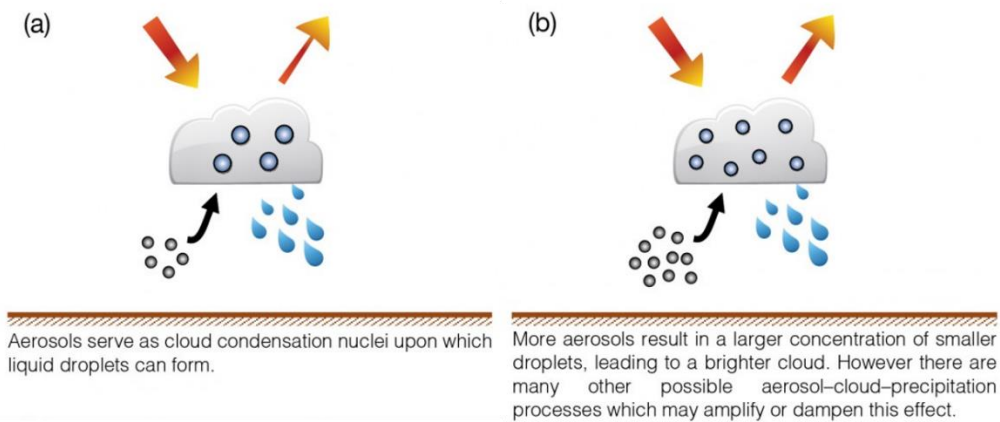 (a)
Aerosols serve as cloud condensation nuclei upon which
liquid droplets can form.
(b)
More aerosols result in a larger concentration of smaller
droplets, leading to a brighter cloud. However there are
many other possible aerosol–cloud–precipitation
processes which may amplify or dampen this effect.